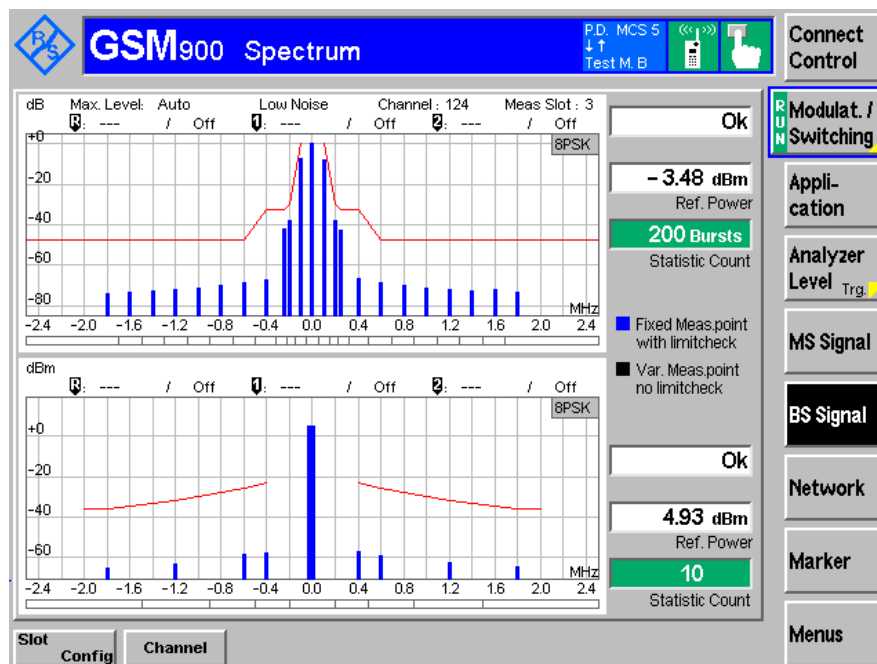 R/S
GSM900 Spectrum
P.D. MCS 5
↓↑
Test M. B
Connect Control
dB Max. Level: Auto Low Noise Channel : 124 Meas Slot : 3
R: --- / Off 1: --- / Off 2: --- / Off
+0
-20
-40
-60
-80
8PSK
MHz
-2.4 -2.0 -1.6 -1.2 -0.8 -0.4 0.0 0.4 0.8 1.2 1.6 2.0 2.4
Ok
- 3.48 dBm
Ref. Power
200 Bursts
Statistic Count
Fixed Meas.point
with limitcheck
Var. Meas.point
no limitcheck
dBm
R: --- / Off 1: --- / Off 2: --- / Off
+0
-20
-40
-60
8PSK
MHz
-2.4 -2.0 -1.6 -1.2 -0.8 -0.4 0.0 0.4 0.8 1.2 1.6 2.0 2.4
Ok
4.93 dBm
Ref. Power
10
Statistic Count
RUN
Modulat. /
Switching
Appli-
cation
Analyzer
Level Trg.
MS Signal
BS Signal
Network
Marker
Menus
Slot
Config
Channel